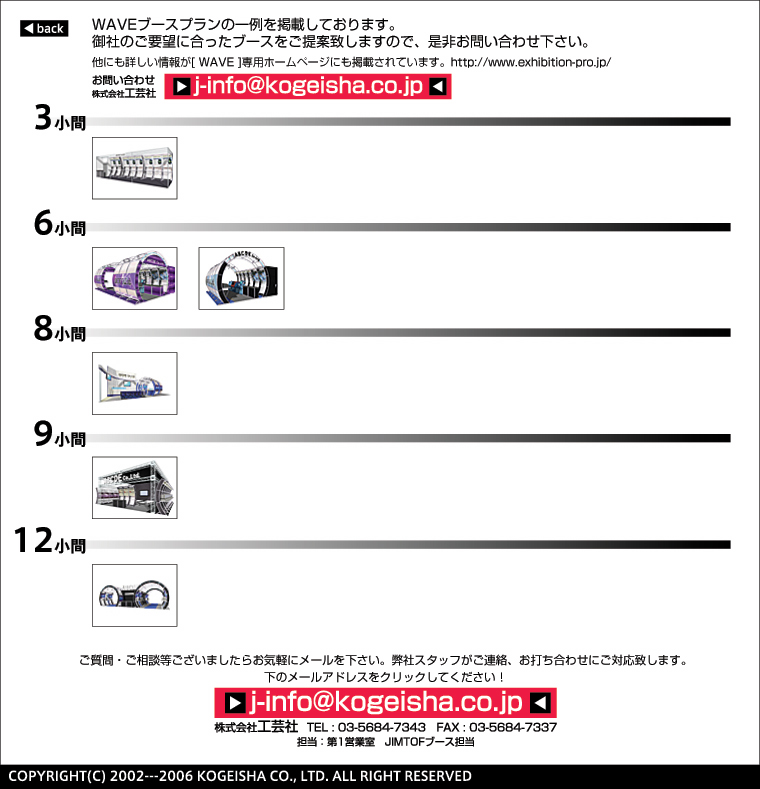 back
WAVEブースプランの一例を掲載しております。
御社のご要望に合ったブースをご提案致しますので、是非お問い合わせ下さい。
他にも詳しい情報が[ WAVE ]専用ホームページにも掲載されています。http://www.exhibition-pro.jp/
お問い合わせ
株式会社工芸社
j-info@kogeisha.co.jp
3小間
6小間
8小間
9小間
12小間
ご質問・ご相談等ございましたらお気軽にメールを下さい。弊社スタッフがご連絡、お打ち合わせにご対応致します。
下のメールアドレスをクリックしてください！
j-info@kogeisha.co.jp
株式会社工芸社 TEL : 03-5684-7343 FAX : 03-5684-7337
担当：第1営業室 JIMTOFブース担当
COPYRIGHT(C) 2002---2006 KOGEISHA CO., LTD. ALL RIGHT RESERVED